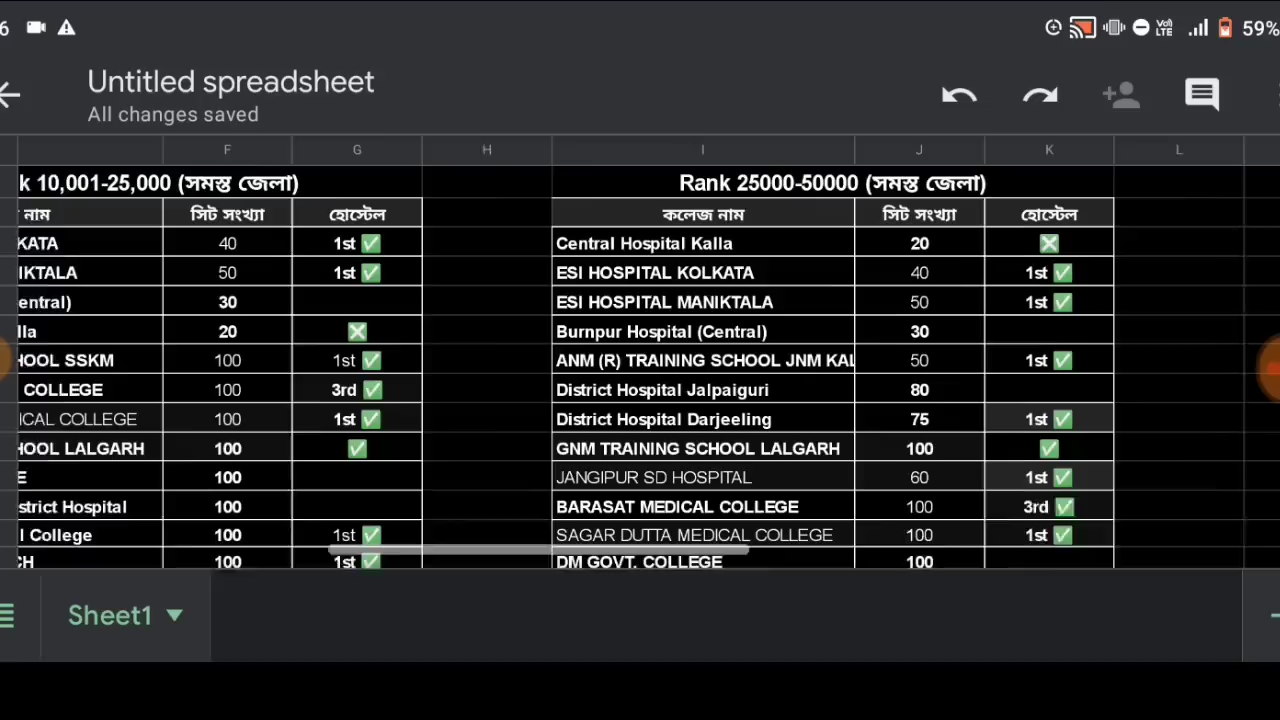 6 Vol LTE 59%
Untitled spreadsheet
All changes saved
F G H I J K L
k 10,001-25,000 (সমস্ত জেলা) Rank 25000-50000 (সমস্ত জেলা)
নাম সিট সংখ্যা হোস্টেল কলেজ নাম সিট সংখ্যা হোস্টেল
KATA 40 1st ✅ Central Hospital Kalla 20 ❎
IKTALA 50 1st ✅ ESI HOSPITAL KOLKATA 40 1st ✅
entral) 30 ESI HOSPITAL MANIKTALA 50 1st ✅
lla 20 ❎ Burnpur Hospital (Central) 30
HOOL SSKM 100 1st ✅ ANM (R) TRAINING SCHOOL JNM KAL 50 1st ✅
COLLEGE 100 3rd ✅ District Hospital Jalpaiguri 80
ICAL COLLEGE 100 1st ✅ District Hospital Darjeeling 75 1st ✅
HOOL LALGARH 100 ✅ GNM TRAINING SCHOOL LALGARH 100 ✅
E 100 JANGIPUR SD HOSPITAL 60 1st ✅
strict Hospital 100 BARASAT MEDICAL COLLEGE 100 3rd ✅
l College 100 1st ✅ SAGAR DUTTA MEDICAL COLLEGE 100 1st ✅
CH 100 1st ✅ DM GOVT. COLLEGE 100
Sheet1